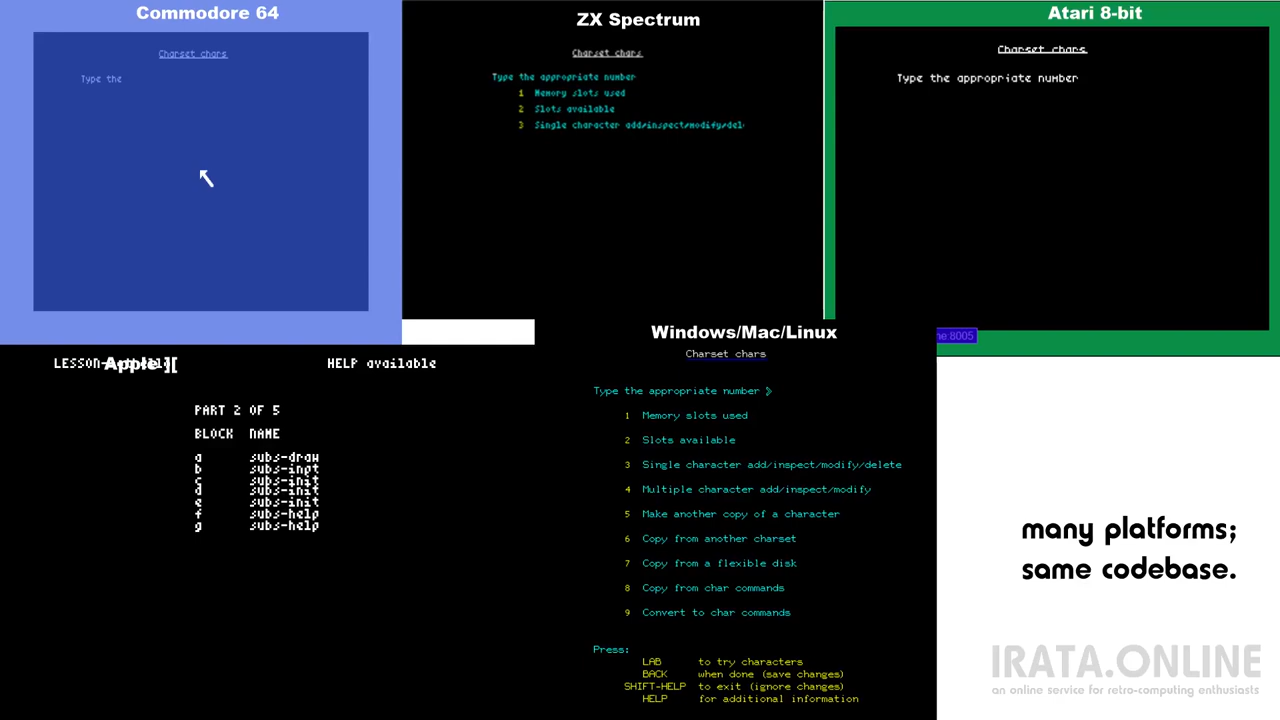 Commodore 64
Charset chars
Type the
ZX Spectrum
Charset chars
Type the appropriate number
1 Memory slots used
2 Slots available
3 Single character add/inspect/modify/del
Atari 8-bit
Charset chars
Type the appropriate number
Apple ][
LESSON
HELP available
PART 2 OF 5
BLOCK NAME
a subs-draw
b subs-inpt
c subs-init
d subs-init
e subs-init
f subs-help
g subs-help
Windows/Mac/Linux
Charset chars
Type the appropriate number
1 Memory slots used
2 Slots available
3 Single character add/inspect/modify/delete
4 Multiple character add/inspect/modify
5 Make another copy of a character
6 Copy from another charset
7 Copy from a flexible disk
8 Copy from char commands
9 Convert to char commands
Press:
LAB to try characters
BACK when done (save changes)
SHIFT-HELP to exit (ignore changes)
HELP for additional information
ne:8005
many platforms;
same codebase.
IRATA.ONLINE
an online service for retro-computing enthusiasts